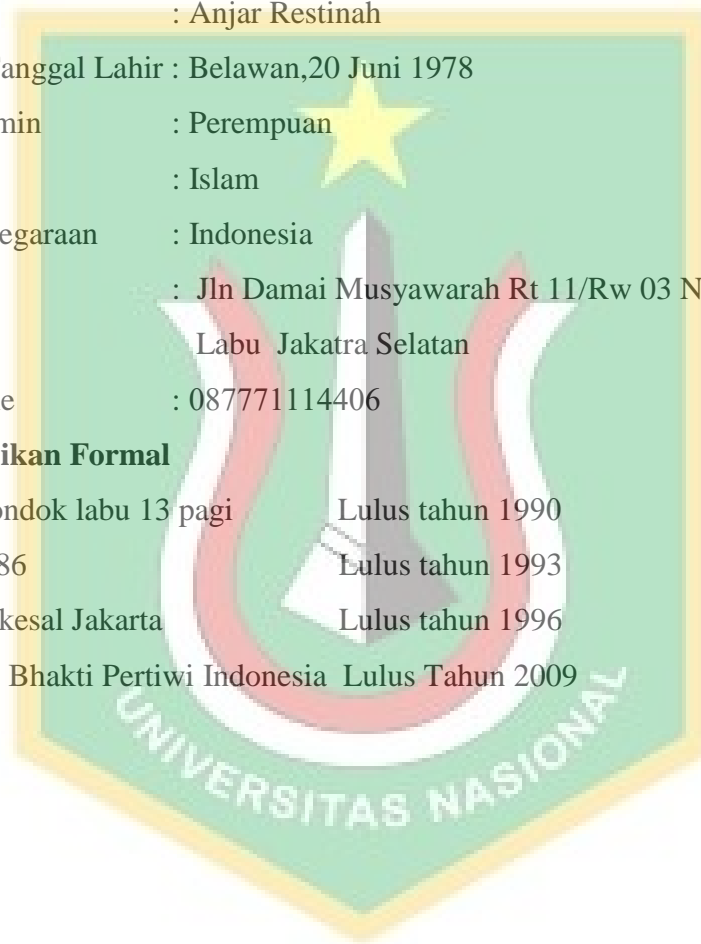 : Anjar Restinah
anggal Lahir : Belawan,20 Juni 1978
min : Perempuan
: Islam
egaraan : Indonesia
: Jln Damai Musyawarah Rt 11/Rw 03 N
Labu Jakatra Selatan
e : 087771114406
ikan Formal
ondok labu 13 pagi Lulus tahun 1990
86 Lulus tahun 1993
kesal Jakarta Lulus tahun 1996
Bhakti Pertiwi Indonesia Lulus Tahun 2009
UNIVERSITAS NASIONAL